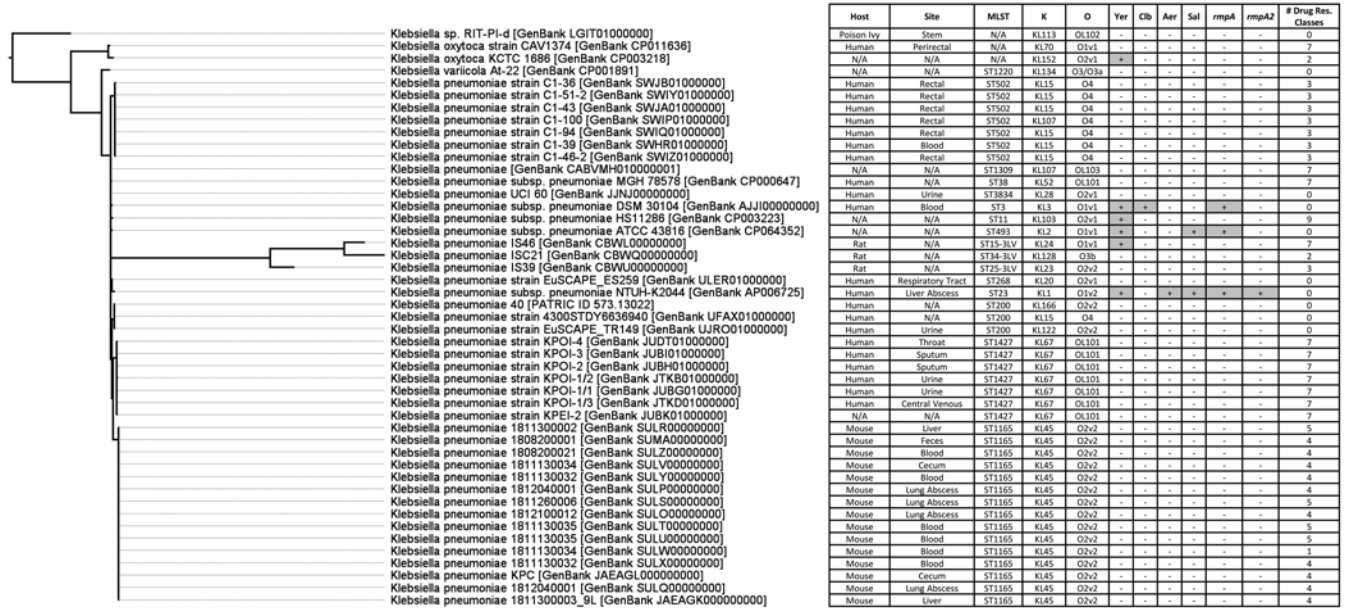 Host Site MLST K O Yer Clb Aer Sal rmpA rmpA2 # Drug Res. Classes
Klebsiella sp. RIT-PI-d [GenBank LGIT01000000] Poison Ivy Stem N/A KL113 OL102 - - - - - - 0
Klebsiella oxytoca strain CAV1374 [GenBank CP011636] Human Perirectal N/A KL70 O1v1 - - - - - - 7
Klebsiella oxytoca KCTC 1686 [GenBank CP003218] N/A N/A N/A KL152 O2v1 + - - - - - 2
Klebsiella variicola At-22 [GenBank CP001891] N/A N/A ST1220 KL134 O3/O3a - - - - - - 0
Klebsiella pneumoniae strain C1-36 [GenBank SWJB01000000] Human Rectal ST502 KL15 O4 - - - - - - 3
Klebsiella pneumoniae strain C1-51-2 [GenBank SWIY01000000] Human Rectal ST502 KL15 O4 - - - - - - 3
Klebsiella pneumoniae strain C1-43 [GenBank SWJA01000000] Human Rectal ST502 KL15 O4 - - - - - - 3
Klebsiella pneumoniae strain C1-100 [GenBank SWIP01000000] Human Rectal ST502 KL107 O4 - - - - - - 3
Klebsiella pneumoniae strain C1-94 [GenBank SWIQ01000000] Human Rectal ST502 KL15 O4 - - - - - - 3
Klebsiella pneumoniae strain C1-39 [GenBank SWHR01000000] Human Blood ST502 KL15 O4 - - - - - - 3
Klebsiella pneumoniae strain C1-46-2 [GenBank SWIZ01000000] Human Rectal ST502 KL15 O4 - - - - - - 3
Klebsiella pneumoniae [GenBank CABVMH010000001] N/A N/A ST1309 KL107 OL103 - - - - - - 7
Klebsiella pneumoniae subsp. pneumoniae MGH 78578 [GenBank CP000647] Human N/A ST38 KL52 OL101 - - - - - - 7
Klebsiella pneumoniae UCI 60 [GenBank JJNJ00000000] Human Urine ST3834 KL28 O2v1 - - - - - - 0
Klebsiella pneumoniae subsp. pneumoniae DSM 30104 [GenBank AJJI00000000] Human Blood ST3 KL3 O1v1 + + - - + - 0
Klebsiella pneumoniae subsp. pneumoniae HS11286 [GenBank CP003223] N/A N/A ST11 KL103 O2v1 + - - - - - 9
Klebsiella pneumoniae subsp. pneumoniae ATCC 43816 [GenBank CP064352] N/A N/A ST493 KL2 O1v1 + - - + + - 0
Klebsiella pneumoniae IS46 [GenBank CBWL00000000] Rat N/A ST15-3LV KL24 O1v1 + - - - - - 7
Klebsiella pneumoniae ISC21 [GenBank CBWQ00000000] Rat N/A ST34-3LV KL128 O3b - - - - - - 2
Klebsiella pneumoniae IS39 [GenBank CBWU00000000] Rat N/A ST25-3LV KL23 O2v2 - - - - - - 3
Klebsiella pneumoniae strain EuSCAPE_ES259 [GenBank ULER01000000] Human Respiratory Tract ST268 KL20 O2v1 - - - - - - 0
Klebsiella pneumoniae subsp. pneumoniae NTUH-K2044 [GenBank AP006725] Human Liver Abscess ST23 KL1 O1v2 + - + + + + 0
Klebsiella pneumoniae 40 [PATRIC ID 573.13022] Human N/A ST200 KL166 O2v2 - - - - - - 0
Klebsiella pneumoniae strain 4300STDY6636940 [GenBank UFAX01000000] Human N/A ST200 KL15 O4 - - - - - - 0
Klebsiella pneumoniae strain EuSCAPE_TR149 [GenBank UJRO01000000] Human Urine ST200 KL122 O2v2 - - - - - - 0
Klebsiella pneumoniae strain KPOI-4 [GenBank JUDT01000000] Human Throat ST1427 KL67 OL101 - - - - - - 7
Klebsiella pneumoniae strain KPOI-3 [GenBank JUBI01000000] Human Sputum ST1427 KL67 OL101 - - - - - - 7
Klebsiella pneumoniae strain KPOI-2 [GenBank JUBH01000000] Human Sputum ST1427 KL67 OL101 - - - - - - 7
Klebsiella pneumoniae strain KPOI-1/2 [GenBank JTKB01000000] Human Urine ST1427 KL67 OL101 - - - - - - 7
Klebsiella pneumoniae strain KPOI-1/1 [GenBank JUBG01000000] Human Urine ST1427 KL67 OL101 - - - - - - 7
Klebsiella pneumoniae strain KPOI-1/3 [GenBank JTKD01000000] Human Central Venous ST1427 KL67 OL101 - - - - - - 7
Klebsiella pneumoniae strain KPEI-2 [GenBank JUBK01000000] N/A N/A ST1427 KL67 OL101 - - - - - - 7
Klebsiella pneumoniae 1811300002 [GenBank SULR00000000] Mouse Liver ST1165 KL45 O2v2 - - - - - - 5
Klebsiella pneumoniae 1808200001 [GenBank SUMA00000000] Mouse Feces ST1165 KL45 O2v2 - - - - - - 4
Klebsiella pneumoniae 1808200021 [GenBank SULZ00000000] Mouse Blood ST1165 KL45 O2v2 - - - - - - 4
Klebsiella pneumoniae 1811130034 [GenBank SULV00000000] Mouse Cecum ST1165 KL45 O2v2 - - - - - - 4
Klebsiella pneumoniae 1811130032 [GenBank SULY00000000] Mouse Blood ST1165 KL45 O2v2 - - - - - - 4
Klebsiella pneumoniae 1812040001 [GenBank SULP00000000] Mouse Lung Abscess ST1165 KL45 O2v2 - - - - - - 4
Klebsiella pneumoniae 1811260006 [GenBank SULS00000000] Mouse Lung Abscess ST1165 KL45 O2v2 - - - - - - 5
Klebsiella pneumoniae 1812100012 [GenBank SULO00000000] Mouse Lung Abscess ST1165 KL45 O2v2 - - - - - - 4
Klebsiella pneumoniae 1811130035 [GenBank SULT00000000] Mouse Blood ST1165 KL45 O2v2 - - - - - - 5
Klebsiella pneumoniae 1811130035 [GenBank SULU00000000] Mouse Blood ST1165 KL45 O2v2 - - - - - - 5
Klebsiella pneumoniae 1811130034 [GenBank SULW00000000] Mouse Blood ST1165 KL45 O2v2 - - - - - - 1
Klebsiella pneumoniae 1811130032 [GenBank SULX00000000] Mouse Blood ST1165 KL45 O2v2 - - - - - - 4
Klebsiella pneumoniae KPC [GenBank JAEAGL000000000] Mouse Cecum ST1165 KL45 O2v2 - - - - - - 4
Klebsiella pneumoniae 1812040001 [GenBank SULQ00000000] Mouse Lung Abscess ST1165 KL45 O2v2 - - - - - - 4
Klebsiella pneumoniae 1811300003_9L [GenBank JAEAGK000000000] Mouse Liver ST1165 KL45 O2v2 - - - - - - 4